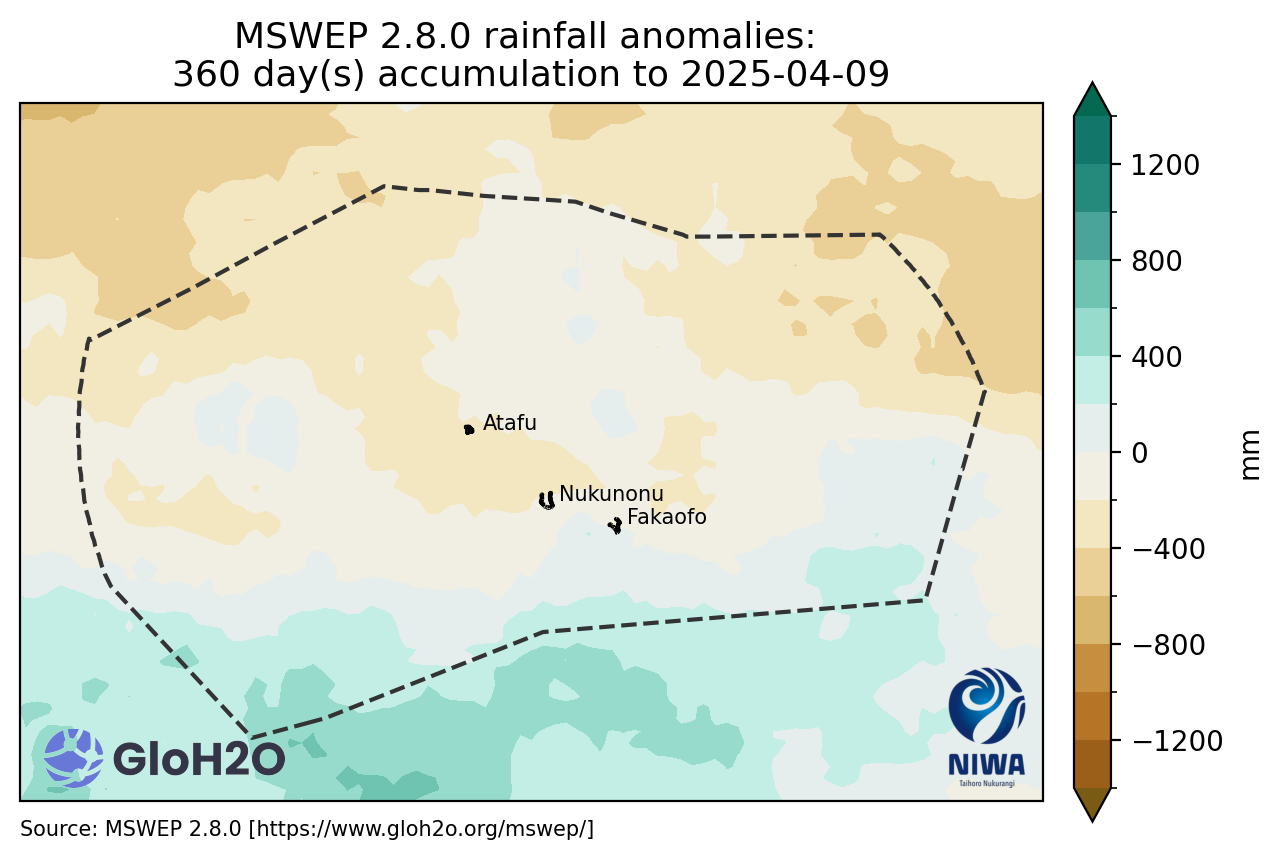 MSWEP 2.8.0 rainfall anomalies:
360 day(s) accumulation to 2025-04-09
1200
800
400
0
−400
−800
−1200
mm
Atafu
Nukunonu
Fakaofo
GloH2O
NIWA
Taihoro Nukurangi
Source: MSWEP 2.8.0 [https://www.gloh2o.org/mswep/]